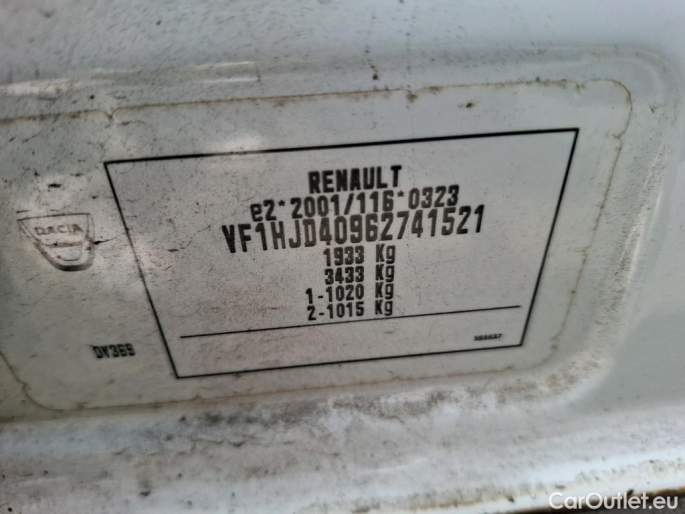 RENAULT
e2*2001/116*0323
VF1HJD40962741521
1933 Kg
3433 Kg
1-1020 Kg
2-1015 Kg
DACIA
DV369
CarOutlet.eu